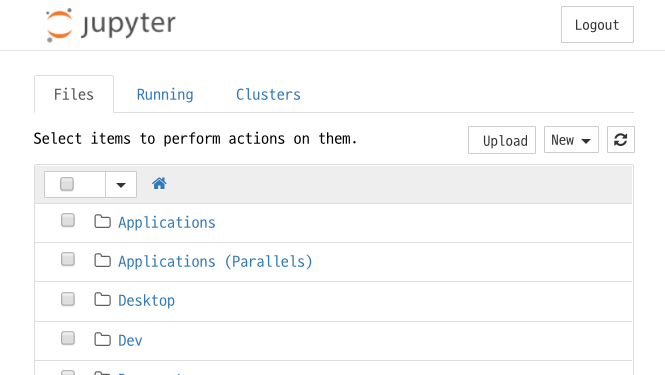 jupyter
Logout
Files Running Clusters
Select items to perform actions on them.
Upload New
Applications
Applications (Parallels)
Desktop
Dev